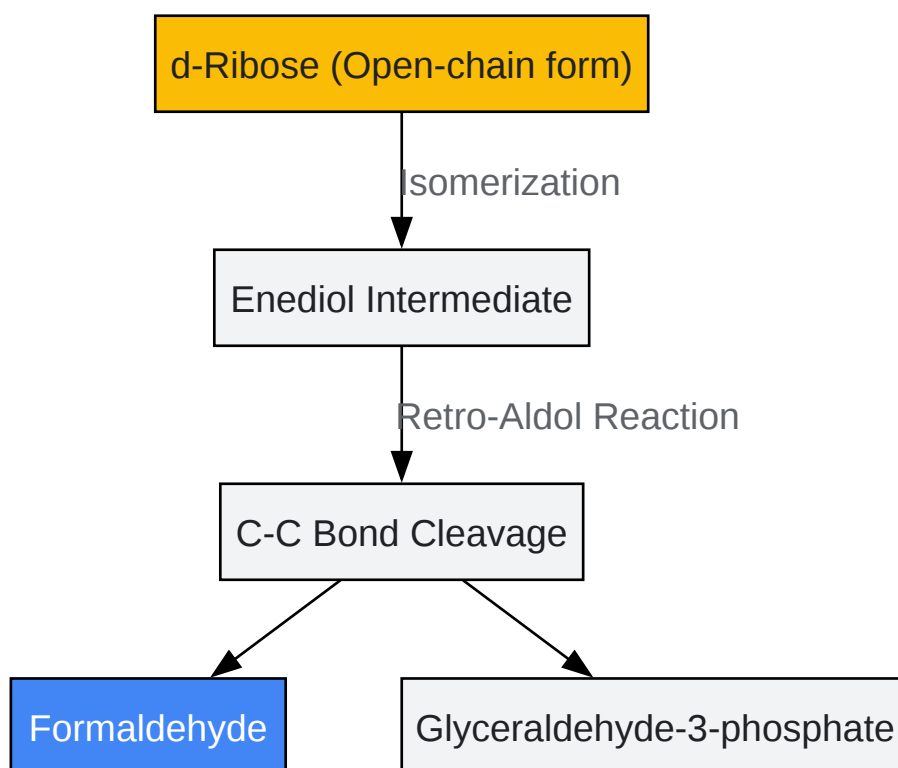 d-Ribose (Open-chain form)
Isomerization
Enediol Intermediate
Retro-Aldol Reaction
C-C Bond Cleavage
Formaldehyde
Glyceraldehyde-3-phosphate